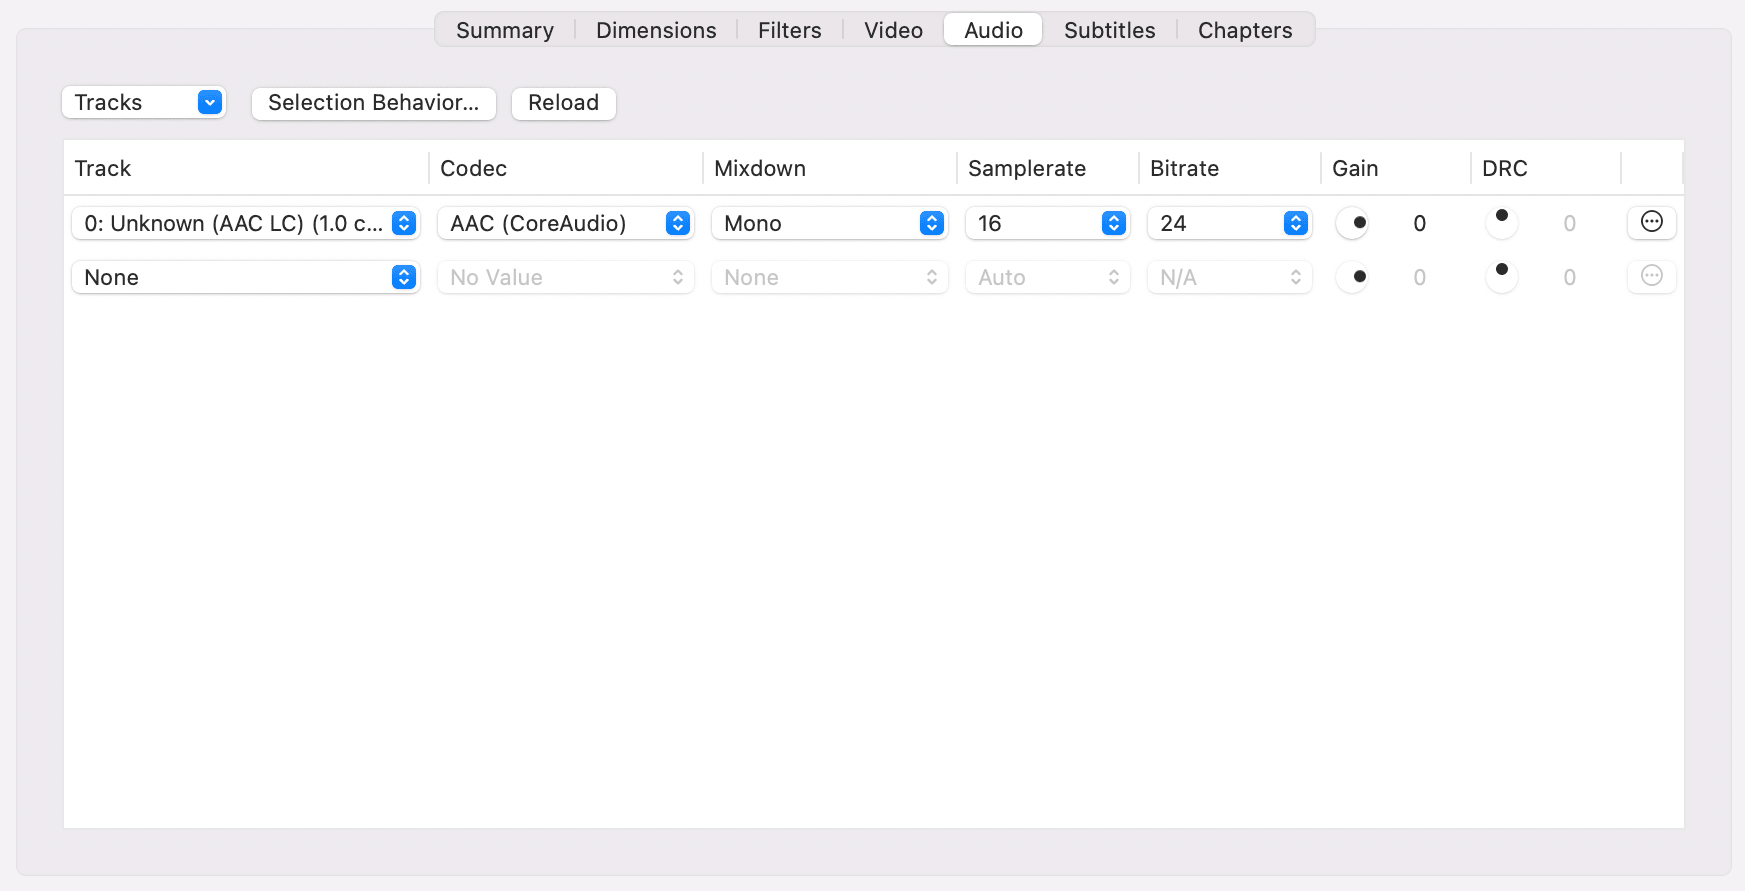 Summary Dimensions Filters Video Audio Subtitles Chapters
Tracks Selection Behavior... Reload
Track Codec Mixdown Samplerate Bitrate Gain DRC
0: Unknown (AAC LC) (1.0 c... AAC (CoreAudio) Mono 16 24 0 0
None No Value None Auto N/A 0 0